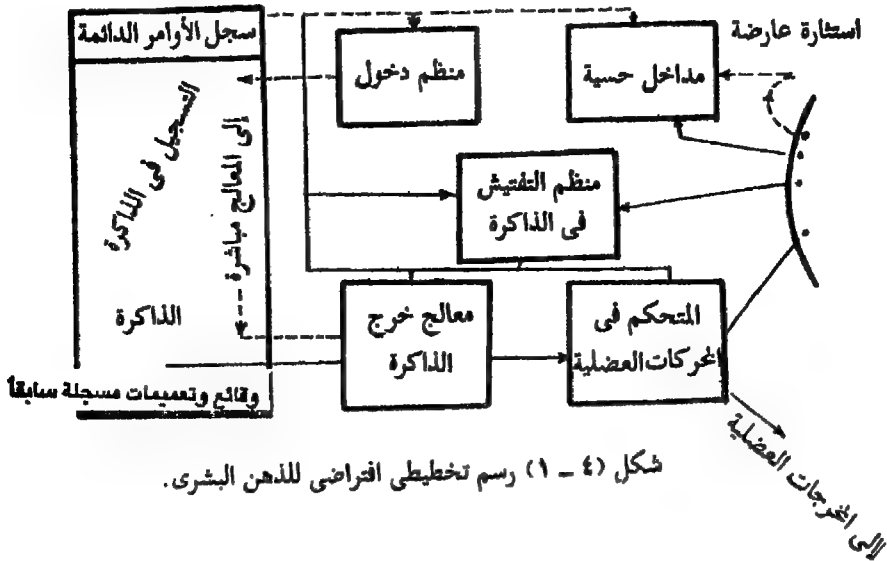 سجل الأوامر الدائمة
استثارة عارضة
منظم دخول
مداخل حسية
التسجيل فى الذاكرة
إلى المعالج مباشرة
منظم التفتيش
فى الذاكرة
الذاكرة
معالج خرج
الذاكرة
المتحكم فى
المحركات العضلية
وقائع وتعميمات مسجلة سابقاً
إلى المخرجات العضلية
شكل (٤ – ١) رسم تخطيطى افتراضى للذهن البشرى.